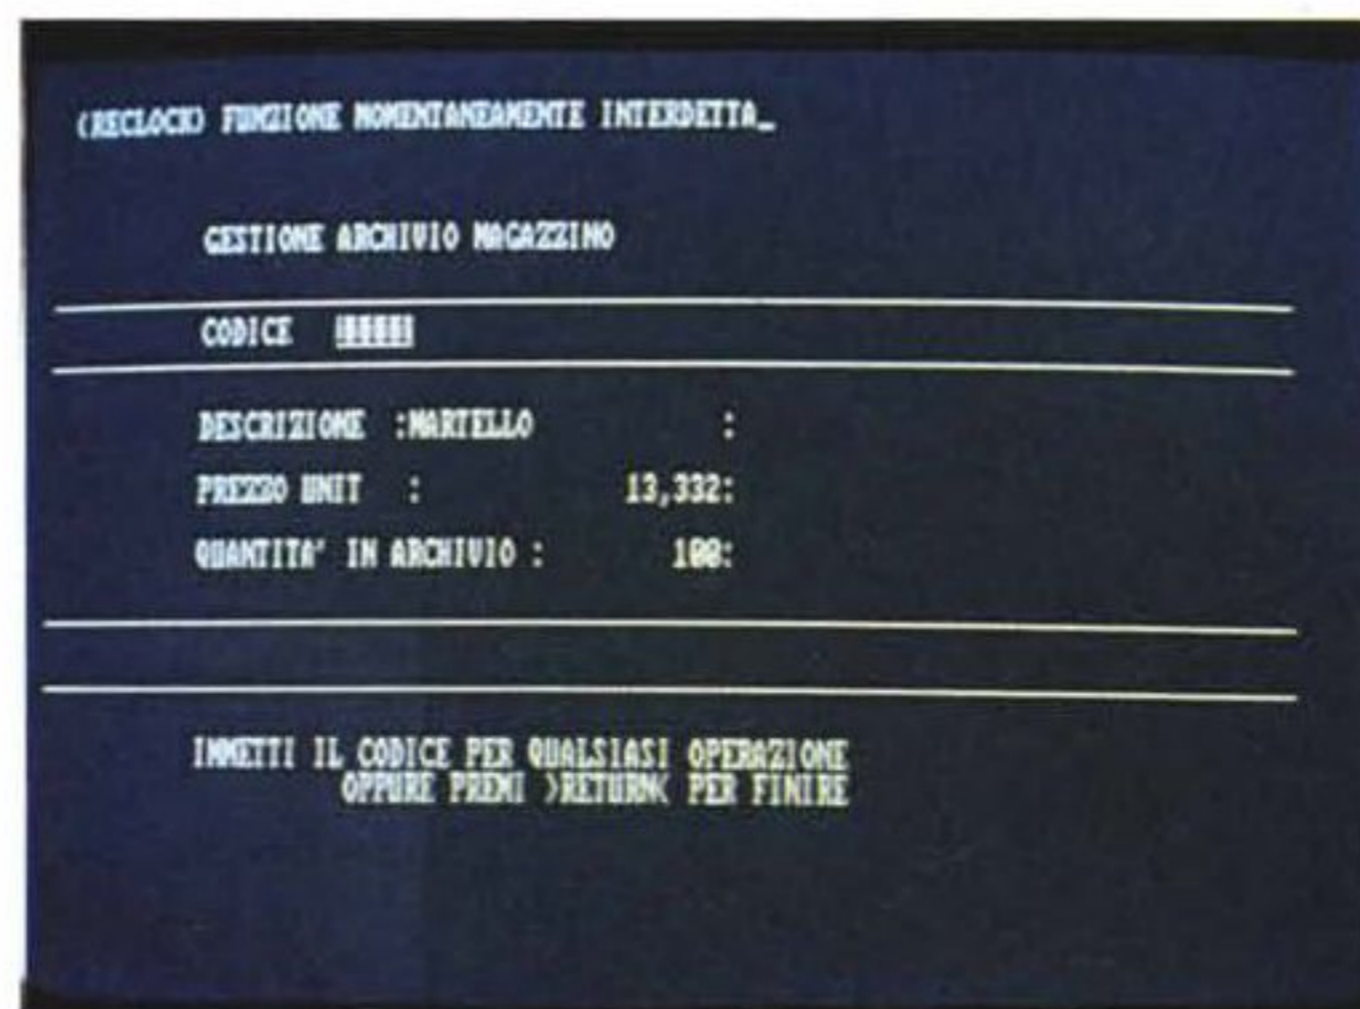 (RECLOCK) FUNZIONE MOMENTANEAMENTE INTERDETTA_
GESTIONE ARCHIVIO MAGAZZINO
CODICE
DESCRIZIONE :MARTELLO :
PREZZO UNIT : 13,332:
QUANTITA' IN ARCHIVIO : 100:
IMMETTI IL CODICE PER QUALSIASI OPERAZIONE
OPPURE PREMI >RETURN< PER FINIRE